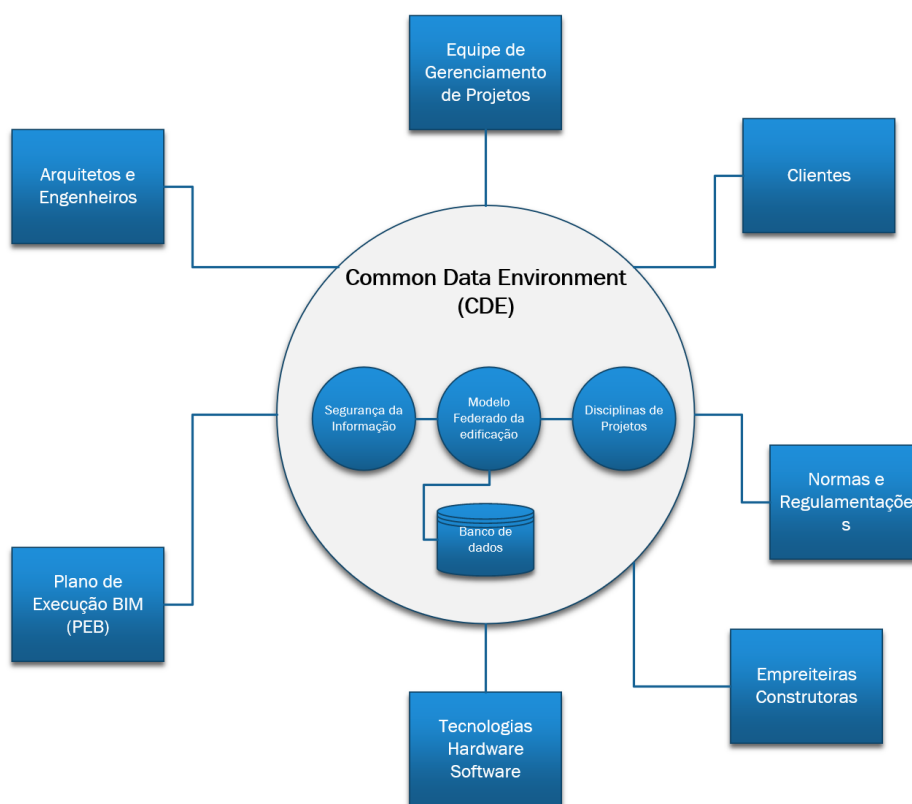 Equipe de
Gerenciamento
de Projetos
Arquitetos e
Engenheiros
Clientes
Common Data Environment
(CDE)
Segurança da
Informação
Modelo
Federado da
edificação
Disciplinas de
Projetos
Banco de
dados
Normas e
Regulamentaçõe
s
Plano de
Execução BIM
(PEB)
Empreiteiras
Construtoras
Tecnologias
Hardware
Software